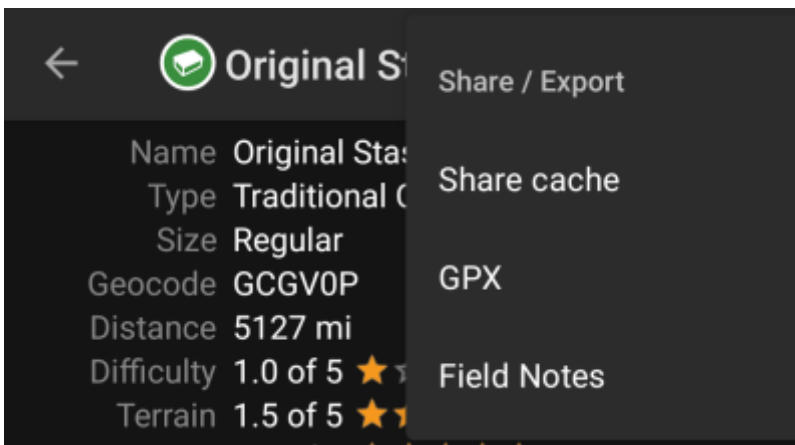 Original St
Share / Export
Name Original Stas
Type Traditional C
Size Regular
Geocode GCGV0P
Distance 5127 mi
Difficulty 1.0 of 5
Terrain 1.5 of 5
Share cache
GPX
Field Notes